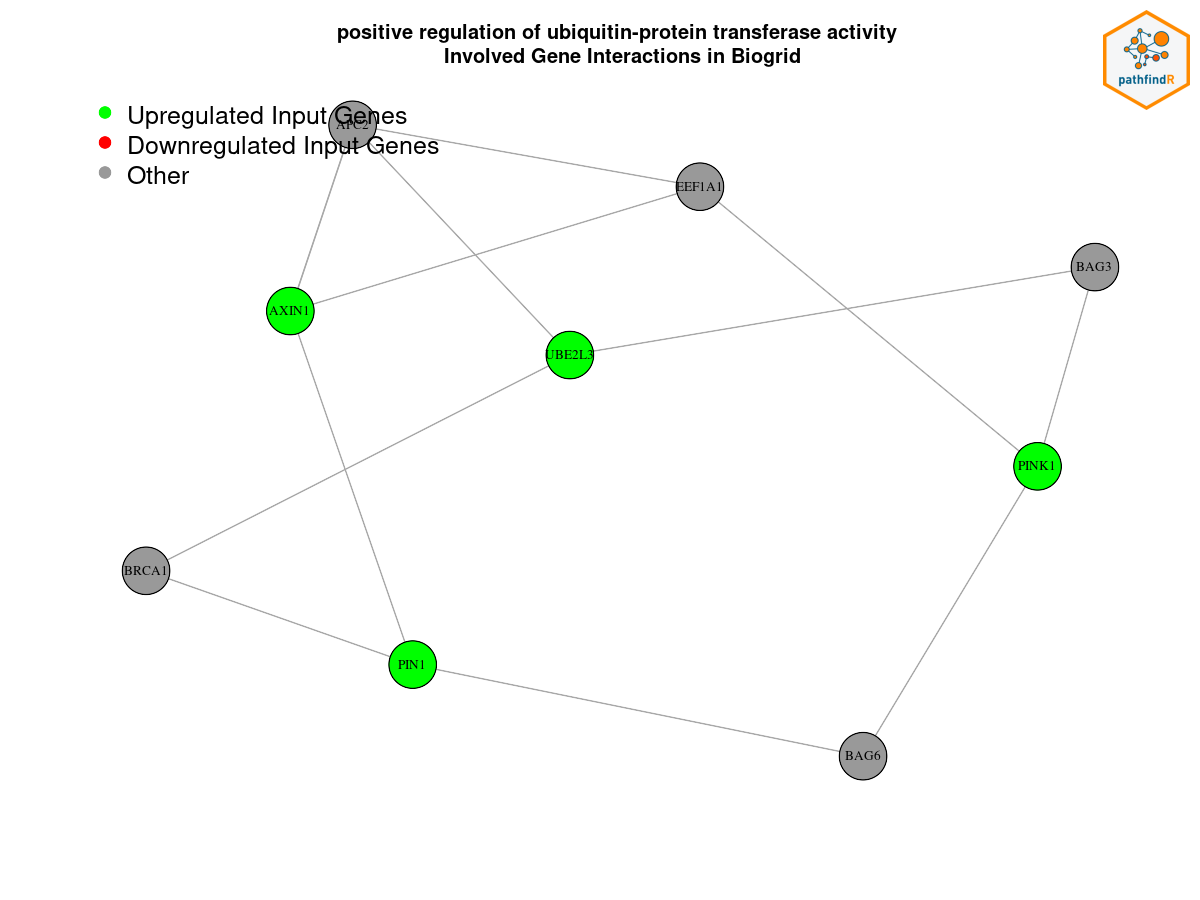 positive regulation of ubiquitin-protein transferase activity
Involved Gene Interactions in Biogrid
pathfindR
Upregulated Input Genes
APC2
Downregulated Input Genes
Other
EEF1A1
BAG3
AXIN1
UBE2L3
PINK1
BRCA1
PIN1
BAG6